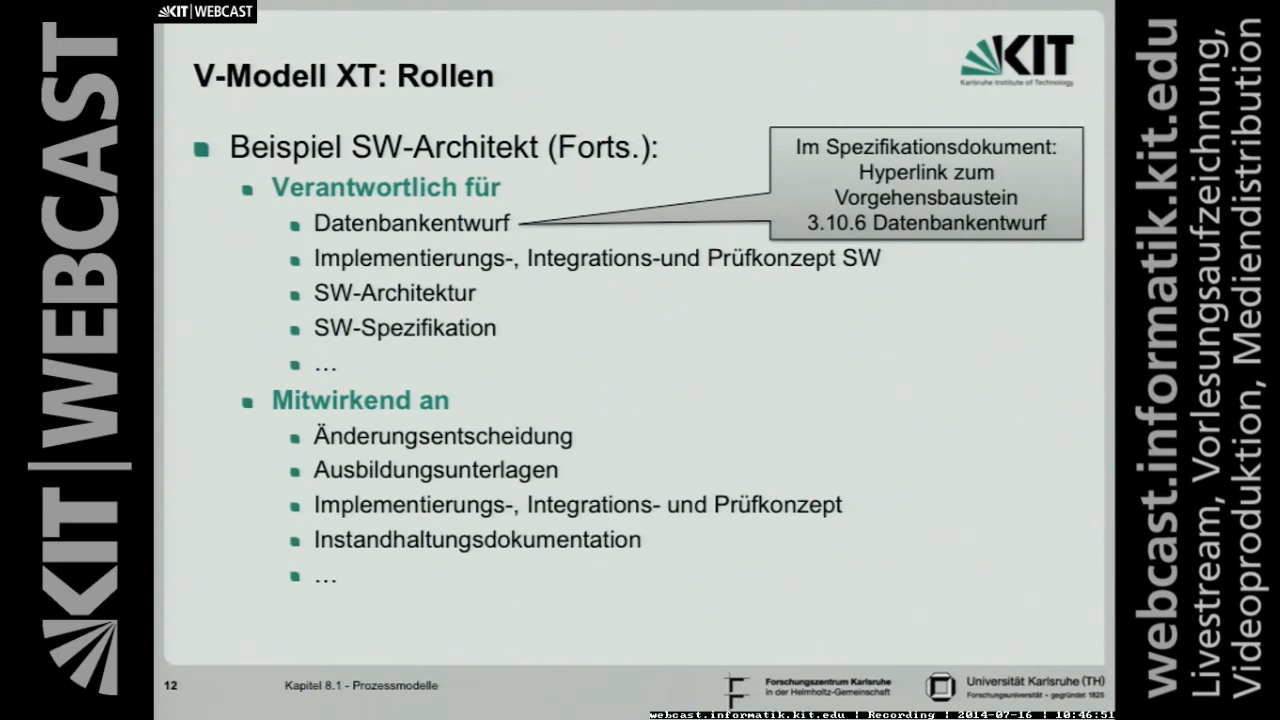 KIT | WEBCAST
KIT | WEBCAST
V-Modell XT: Rollen
KIT
Karlsruhe Institute of Technology
Beispiel SW-Architekt (Forts.):
Im Spezifikationsdokument:
Hyperlink zum
Vorgehensbaustein
3.10.6 Datenbankentwurf
Verantwortlich für
Datenbankentwurf
Implementierungs-, Integrations-und Prüfkonzept SW
SW-Architektur
SW-Spezifikation
…
Mitwirkend an
Änderungsentscheidung
Ausbildungsunterlagen
Implementierungs-, Integrations- und Prüfkonzept
Instandhaltungsdokumentation
…
12
Kapitel 8.1 - Prozessmodelle
Forschungszentrum Karlsruhe
in der Helmholtz-Gemeinschaft
Universität Karlsruhe (TH)
Forschungsuniversität - gegründet 1825
webcast.informatik.kit.edu | Recording | 2014-07-16 | 10:46:51
webcast.informatik.kit.edu
Livestream, Vorlesungsaufzeichnung,
Videoproduktion, Mediendistribution